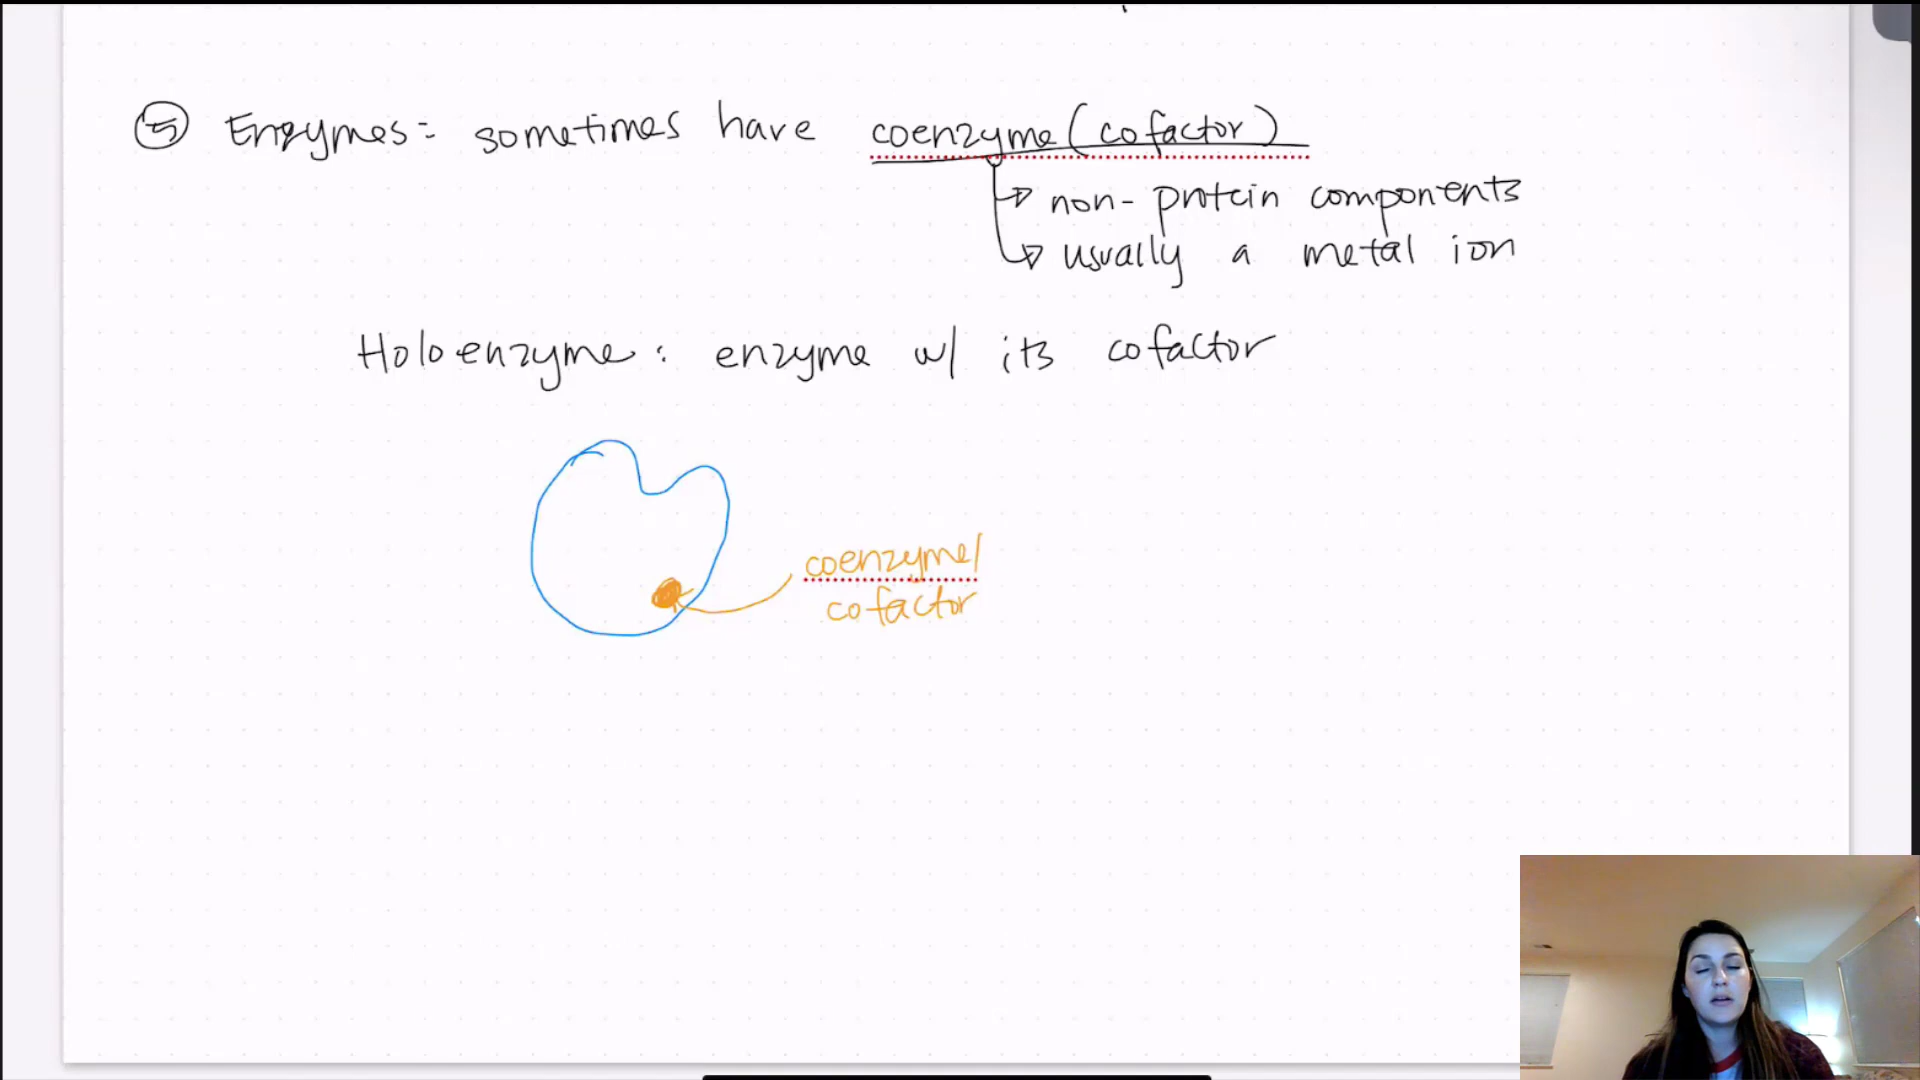 5 Enzymes: sometimes have coenzyme (cofactor)
non-protein components
usually a metal ion
Holoenzyme: enzyme w/ its cofactor
coenzyme/
cofactor